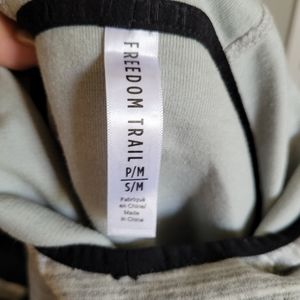 FREEDOM TRAIL
P/M
S/M
Fabriqué
en Chine/
Made
in China